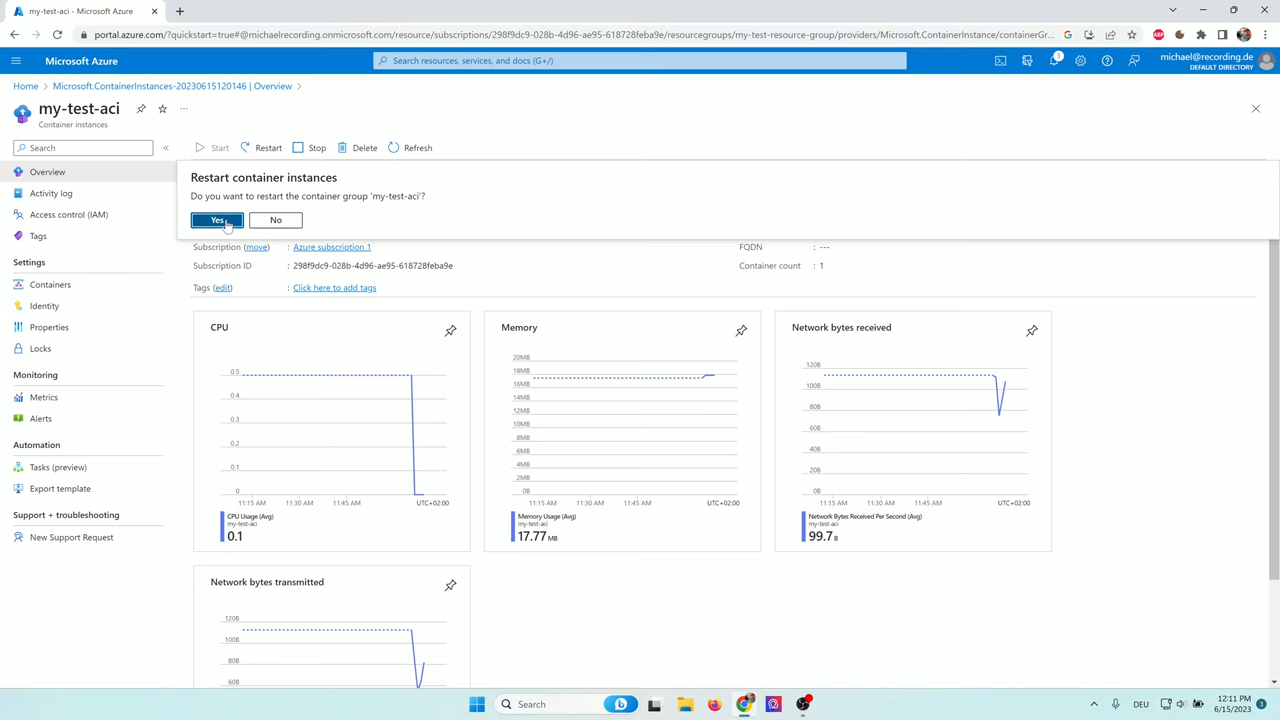 my-test-aci - Microsoft Azure
portal.azure.com/?quickstart=true#@michaelrecording.onmicrosoft.com/resource/subscriptions/298f9dc9-028b-4d96-ae95-618728feba9e/resourcegroups/my-test-resource-group/providers/Microsoft.ContainerInstance/containerGr...
ABP
Microsoft Azure
Search resources, services, and docs (G+/)
1
michael@recording.de
DEFAULT DIRECTORY
Home > Microsoft.ContainerInstances-20230615120146 | Overview >
my-test-aci
Container instances
Search
Start Restart Stop Delete Refresh
Restart container instances
Do you want to restart the container group 'my-test-aci'?
Yes No
Overview
Activity log
Access control (IAM)
Tags
Settings
Containers
Identity
Properties
Locks
Monitoring
Metrics
Alerts
Automation
Tasks (preview)
Export template
Support + troubleshooting
New Support Request
Subscription (move) : Azure subscription 1
FQDN : ---
Subscription ID : 298f9dc9-028b-4d96-ae95-618728feba9e
Container count : 1
Tags (edit) : Click here to add tags
CPU
0.5
0.4
0.3
0.2
0.1
0
11:15 AM 11:30 AM 11:45 AM UTC+02:00
CPU Usage (Avg)
my-test-aci
0.1
Memory
20MB
18MB
16MB
14MB
12MB
10MB
8MB
6MB
4MB
2MB
0B
11:15 AM 11:30 AM 11:45 AM UTC+02:00
Memory Usage (Avg)
my-test-aci
17.77 MB
Network bytes received
120B
100B
80B
60B
40B
20B
0B
11:15 AM 11:30 AM 11:45 AM UTC+02:00
Network Bytes Received Per Second (Avg)
my-test-aci
99.7 B
Network bytes transmitted
120B
100B
80B
60B
Search
DEU
12:11 PM
6/15/2023
3